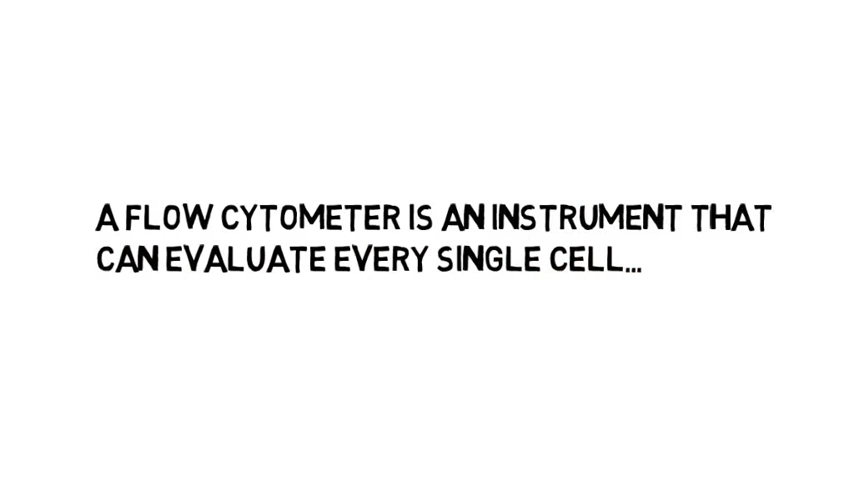 A FLOW CYTOMETER IS AN INSTRUMENT THAT
CAN EVALUATE EVERY SINGLE CELL...